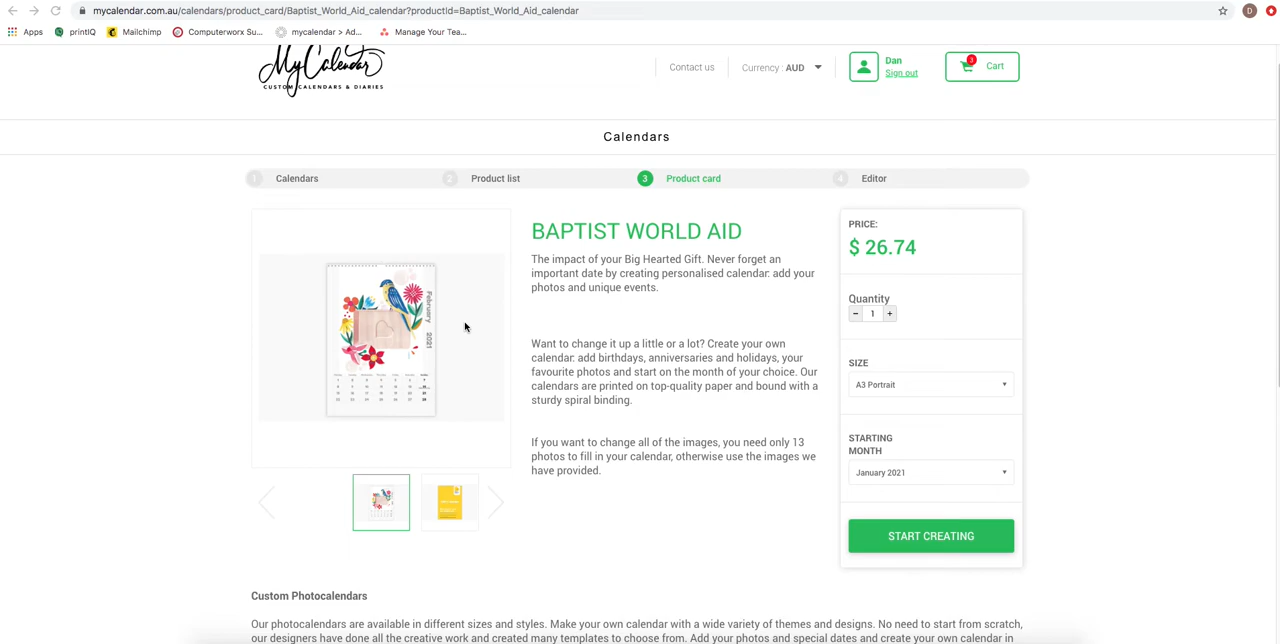 mycalendar.com.au/calendars/product_card/Baptist_World_Aid_calendar?productId=Baptist_World_Aid_calendar
D
Apps printIQ Mailchimp Computerworx Su... mycalendar > Ad... Manage Your Tea...
MyCalendar
CUSTOM CALENDARS & DIARIES
Contact us
Currency : AUD
Dan
Sign out
3
Cart
Calendars
1 Calendars
2 Product list
3 Product card
4 Editor
February 2021
BAPTIST WORLD AID
The impact of your Big Hearted Gift. Never forget an
important date by creating personalised calendar: add your
photos and unique events.
Want to change it up a little or a lot? Create your own
calendar: add birthdays, anniversaries and holidays, your
favourite photos and start on the month of your choice. Our
calendars are printed on top-quality paper and bound with a
sturdy spiral binding.
If you want to change all of the images, you need only 13
photos to fill in your calendar, otherwise use the images we
have provided.
PRICE:
$ 26.74
Quantity
- 1 +
SIZE
A3 Portrait
STARTING
MONTH
January 2021
START CREATING
Custom Photocalendars
Our photocalendars are available in different sizes and styles. Make your own calendar with a wide variety of themes and designs. No need to start from scratch,
our designers have done all the creative work and created many templates to choose from. Add your photos and special dates and create your own calendar in